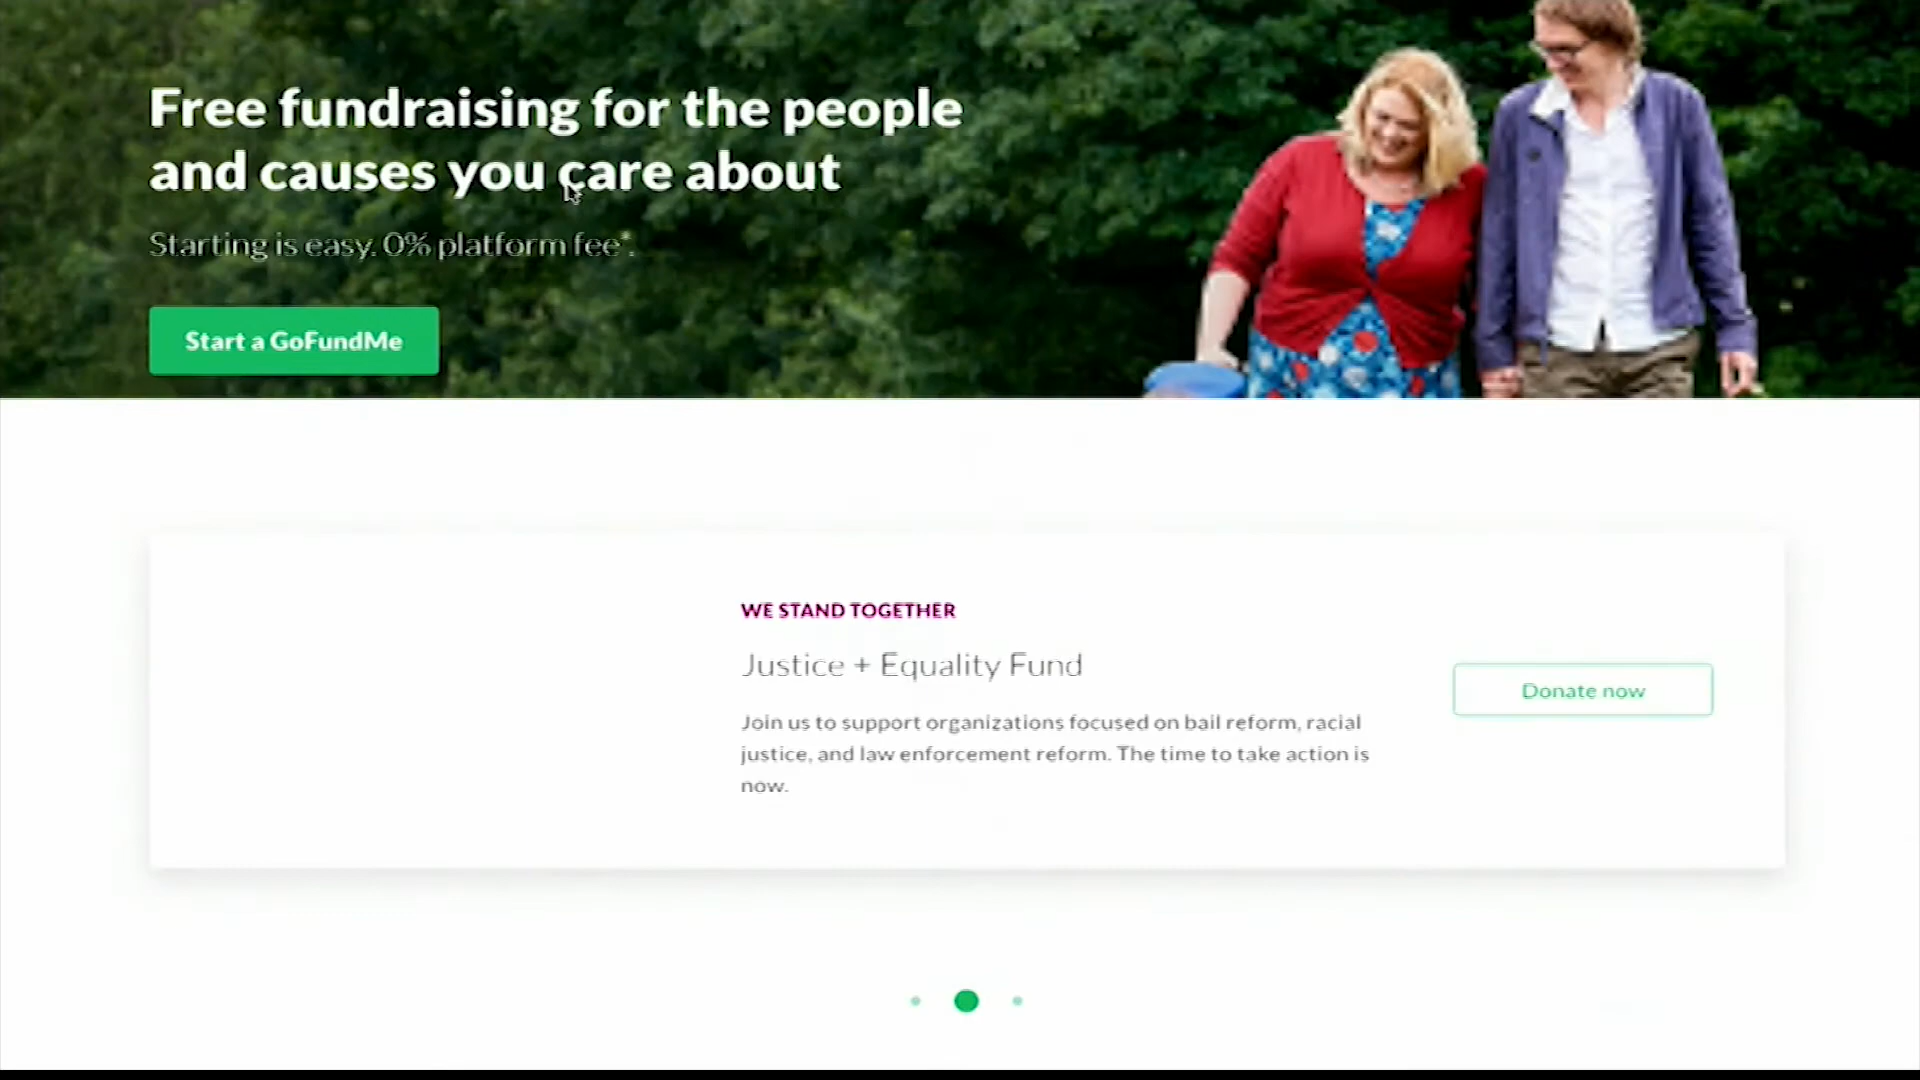 Free fundraising for the people
and causes you care about
Starting is easy. 0% platform fee*.
Start a GoFundMe
WE STAND TOGETHER
Justice + Equality Fund
Donate now
Join us to support organizations focused on bail reform, racial
justice, and law enforcement reform. The time to take action is
now.